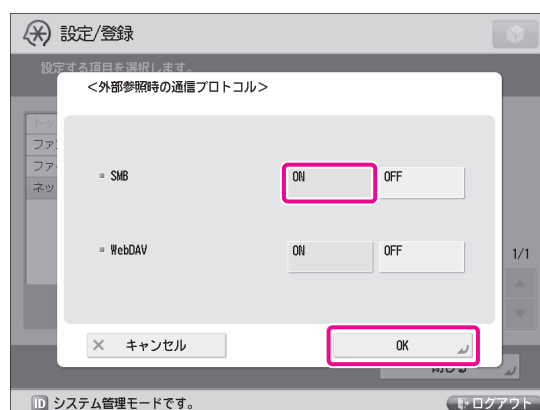 設定/登録
設定する項目を選択します。
<外部参照時の通信プロトコル>
トッ
ファ
ファ
ネッ
SMB
ON
OFF
WebDAV
ON
OFF
1/1
× キャンセル
OK
閉じる
ID システム管理モードです。
ログアウト